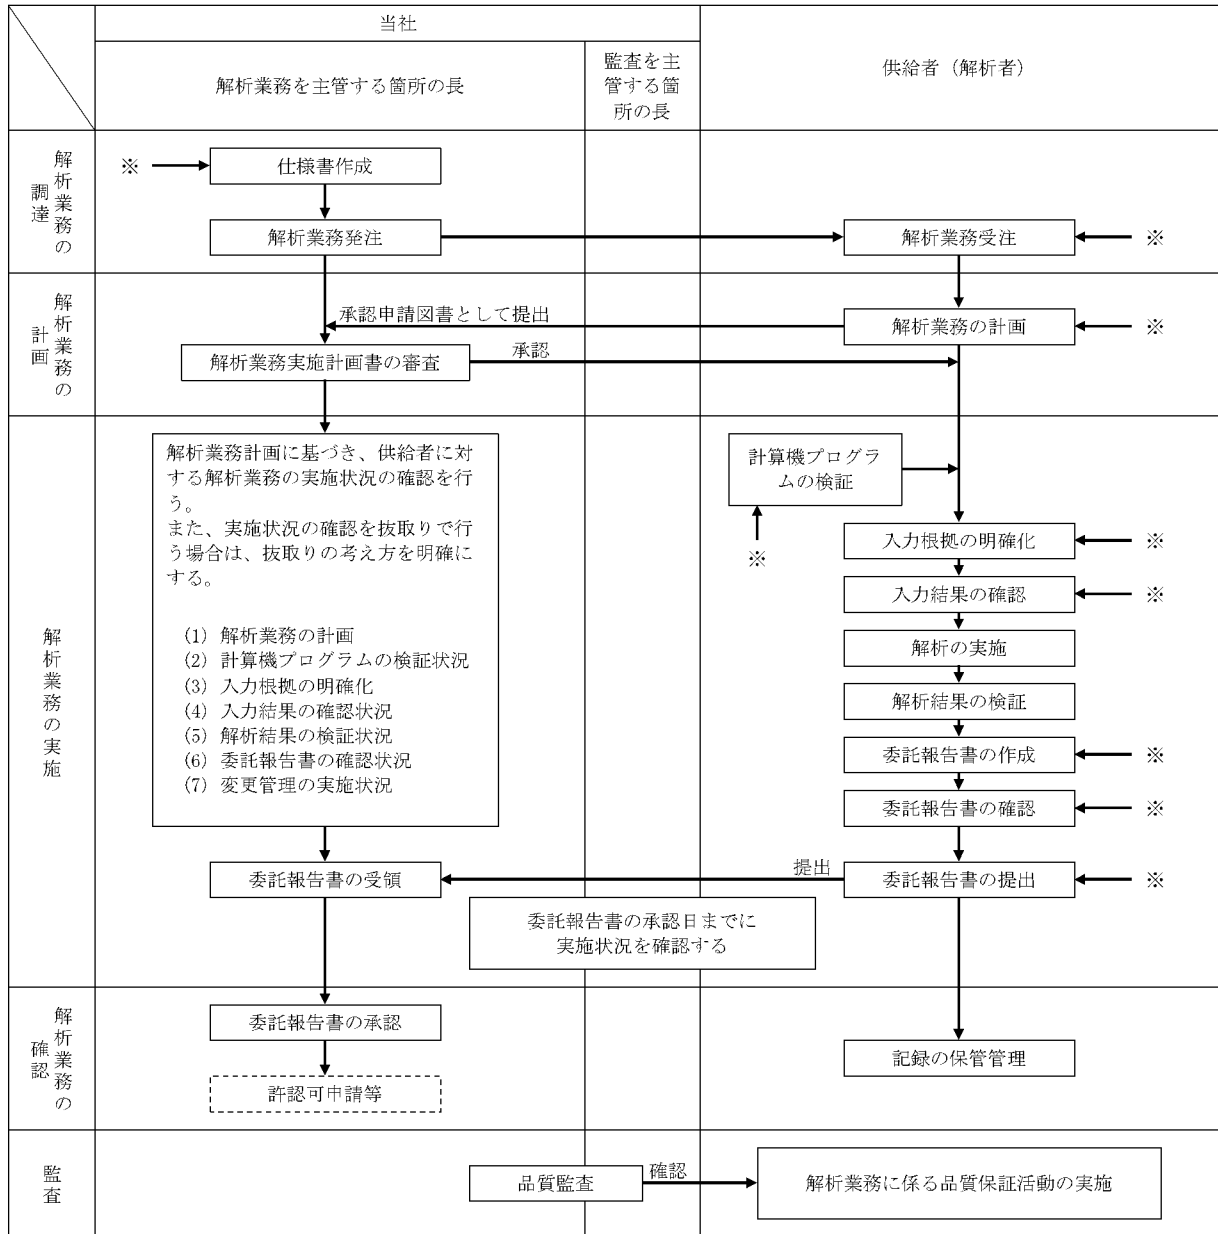 当社
解析業務を主管する箇所の長
監査を主
管する箇
所の長
供給者（解析者）
解析業務の
調達
※
仕様書作成
解析業務発注
解析業務受注
※
解析業務の
計画
承認申請図書として提出
解析業務の計画
※
解析業務実施計画書の審査
承認
解析業務の実施
解析業務計画に基づき、供給者に対
する解析業務の実施状況の確認を行
う。
また、実施状況の確認を抜取りで行
う場合は、抜取りの考え方を明確に
する。
(1) 解析業務の計画
(2) 計算機プログラムの検証状況
(3) 入力根拠の明確化
(4) 入力結果の確認状況
(5) 解析結果の検証状況
(6) 委託報告書の確認状況
(7) 変更管理の実施状況
計算機プログラ
ムの検証
※
入力根拠の明確化
※
入力結果の確認
※
解析の実施
解析結果の検証
委託報告書の作成
※
委託報告書の確認
※
委託報告書の受領
提出
委託報告書の提出
※
委託報告書の承認日までに
実施状況を確認する
解析業務の
確認
委託報告書の承認
記録の保管管理
許認可申請等
監査
品質監査
確認
解析業務に係る品質保証活動の実施